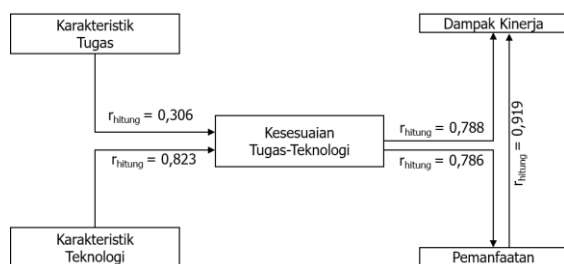 Karakteristik
Tugas
Dampak Kinerja
rhitung = 0,306
Kesesuaian
Tugas-Teknologi
rhitung = 0,788
rhitung = 0,919
rhitung = 0,823
rhitung = 0,786
Karakteristik
Teknologi
Pemanfaatan